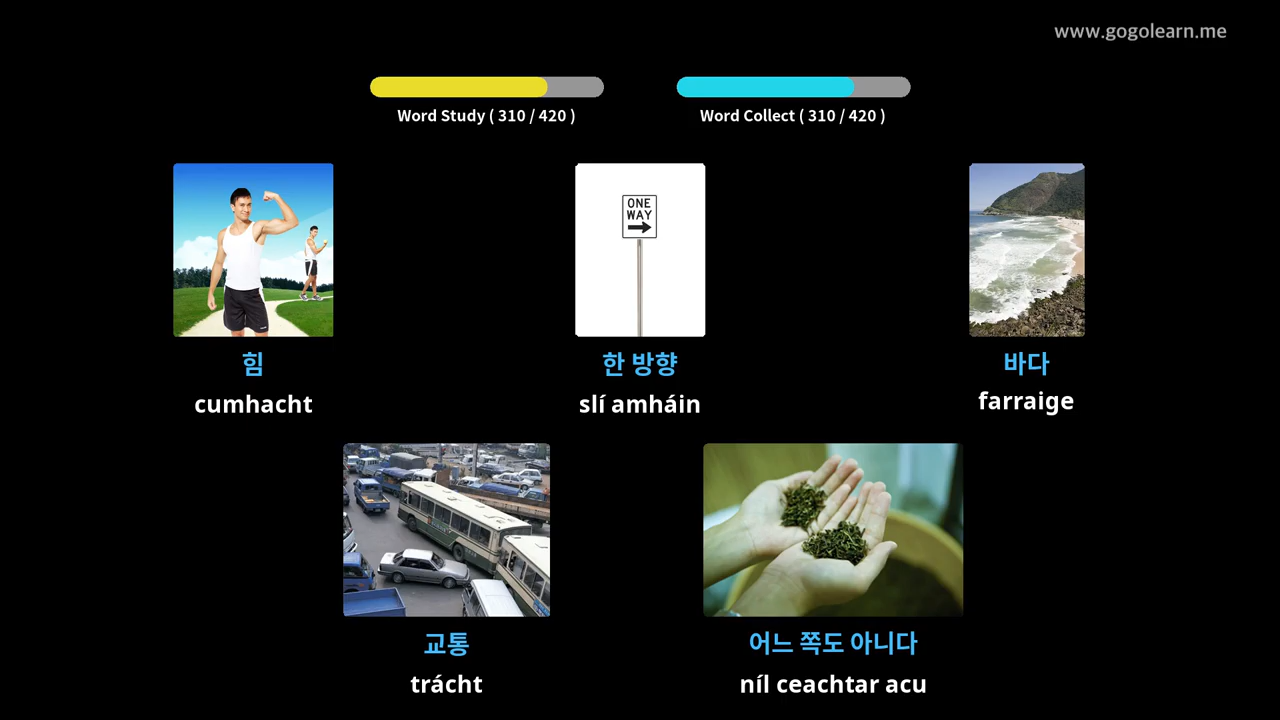 www.gogolearn.me
Word Study ( 310 / 420 )
Word Collect ( 310 / 420 )
ONE
WAY
힘
한 방향
바다
cumhacht
slí amháin
farraige
교통
어느 쪽도 아니다
trácht
níl ceachtar acu